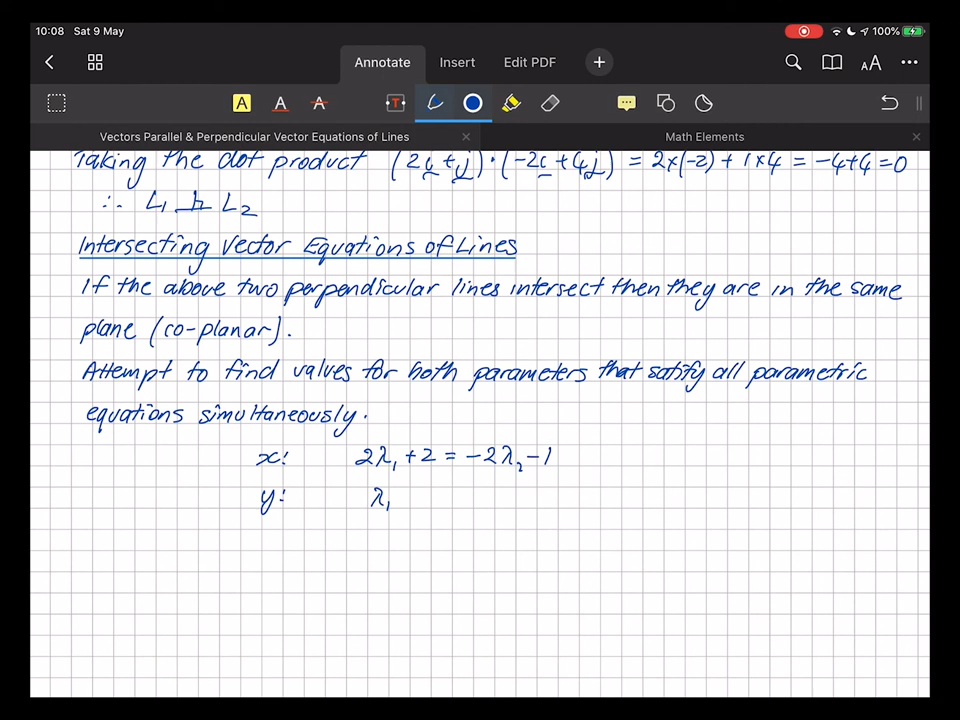 10:08 Sat 9 May 100%
Annotate Insert Edit PDF
A A A T AA
Vectors Parallel & Perpendicular Vector Equations of Lines × Math Elements ×
Taking the dot product (2i + j) · (-2i + 4j) = 2×(-2) + 1×4 = -4+4 = 0
∴ L₁ ⊥ L₂
Intersecting Vector Equations of Lines
If the above two perpendicular lines intersect then they are in the same
plane (co-planar).
Attempt to find values for both parameters that satify all parametric
equations simultaneously.
x: 2λ₁ + 2 = -2λ₂ - 1
y: λ₁